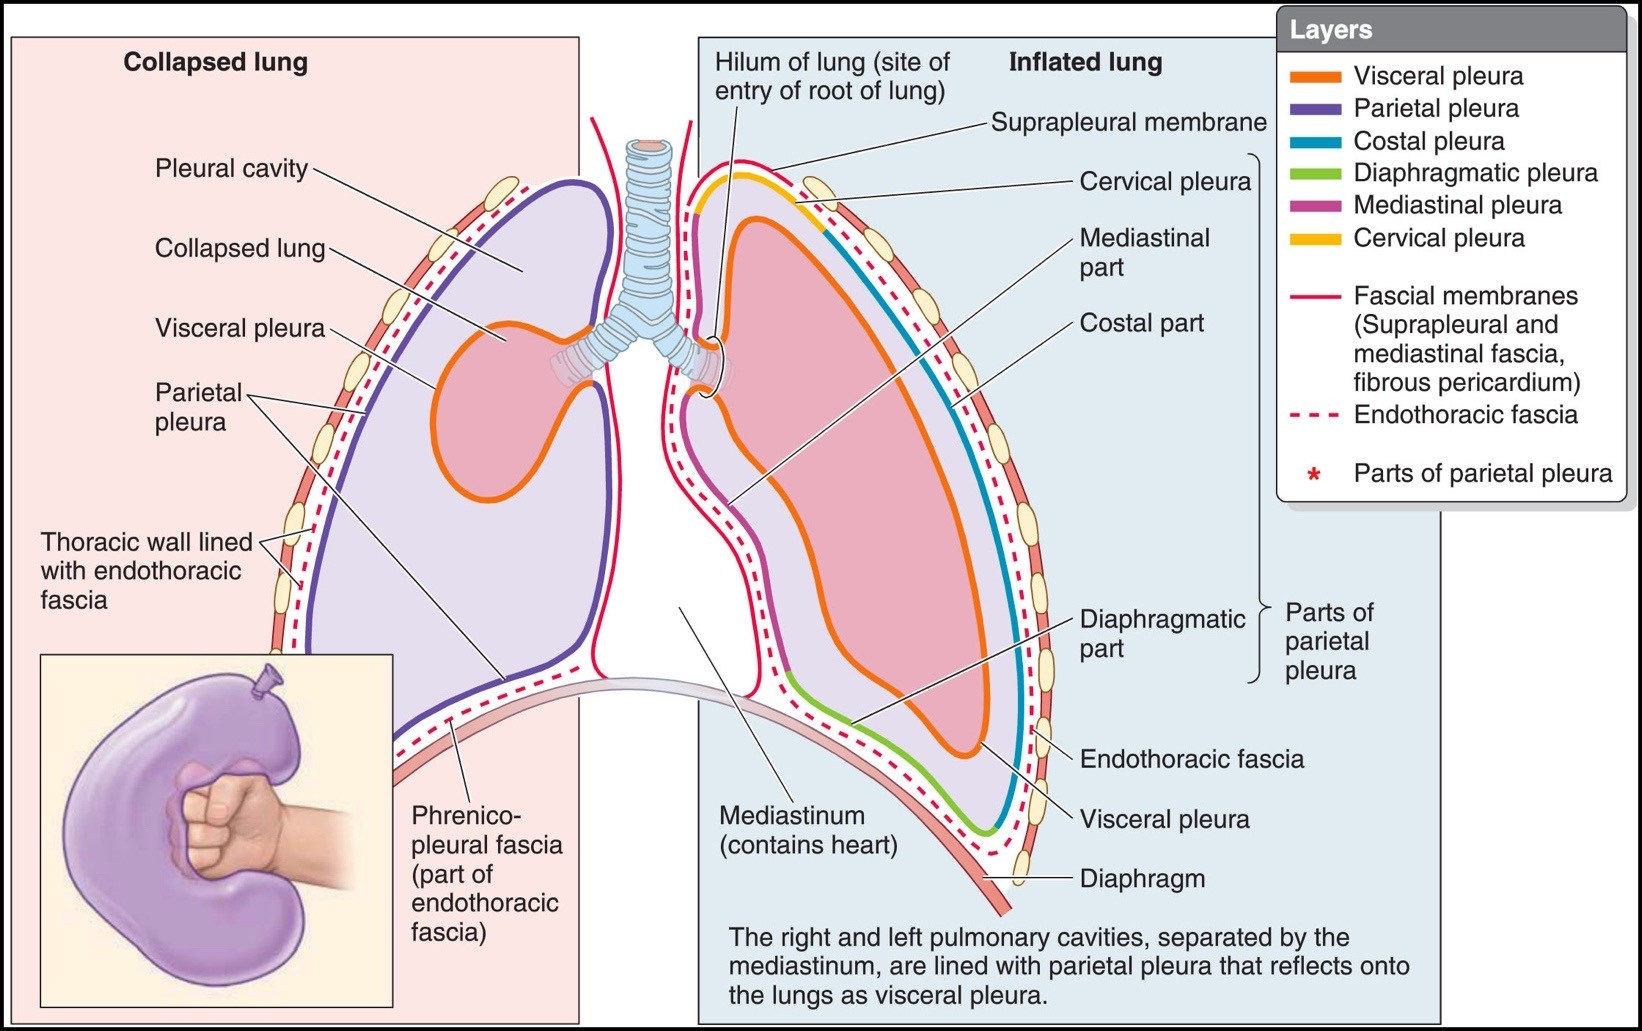 Collapsed lung
Pleural cavity
Collapsed lung
Visceral pleura
Parietal
pleura
Thoracic wall lined
with endothoracic
fascia
Phrenico-
pleural fascia
(part of
endothoracic
fascia)
Hilum of lung (site of
entry of root of lung)
Inflated lung
Suprapleural membrane
Cervical pleura
Mediastinal
part
Costal part
Diaphragmatic
part
Parts of
parietal
pleura
Endothoracic fascia
Visceral pleura
Diaphragm
Mediastinum
(contains heart)
The right and left pulmonary cavities, separated by the
mediastinum, are lined with parietal pleura that reflects onto
the lungs as visceral pleura.
Layers
Visceral pleura
Parietal pleura
Costal pleura
Diaphragmatic pleura
Mediastinal pleura
Cervical pleura
Fascial membranes
(Suprapleural and
mediastinal fascia,
fibrous pericardium)
Endothoracic fascia
* Parts of parietal pleura